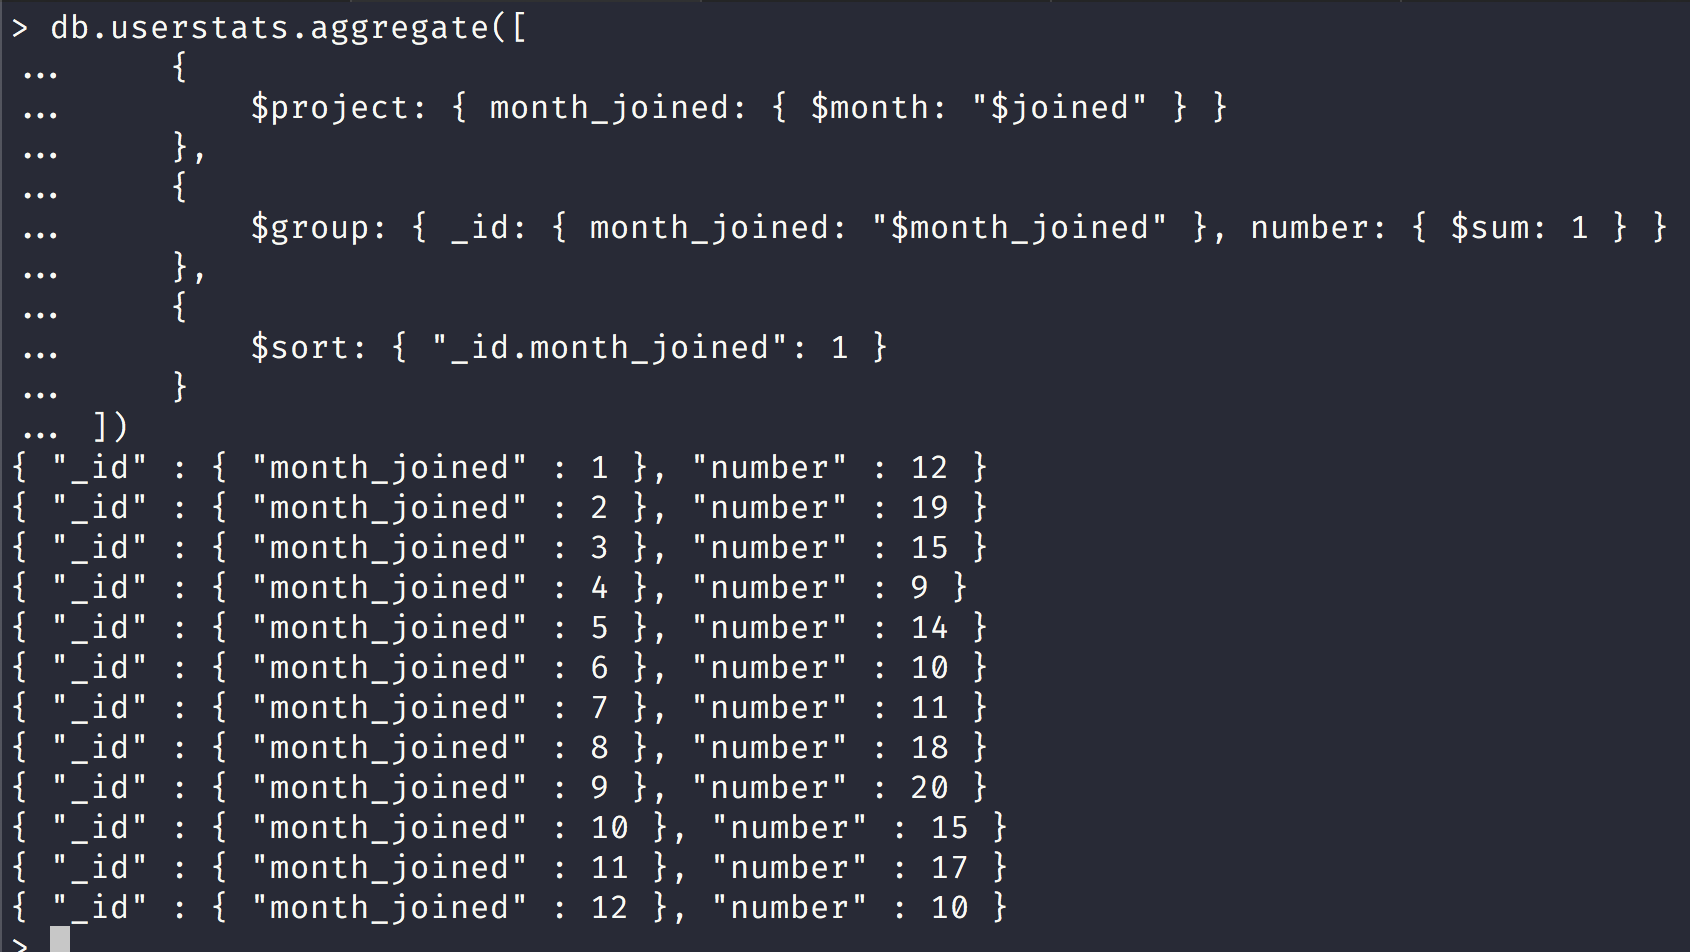 > db.userstats.aggregate([
...      {
...          $project: { month_joined: { $month: "$joined" } }
...      },
...      {
...          $group: { _id: { month_joined: "$month_joined" }, number: { $sum: 1 } }
...      },
...      {
...          $sort: { "_id.month_joined": 1 }
...      }
...  ])
{ "_id" : { "month_joined" : 1 }, "number" : 12 }
{ "_id" : { "month_joined" : 2 }, "number" : 19 }
{ "_id" : { "month_joined" : 3 }, "number" : 15 }
{ "_id" : { "month_joined" : 4 }, "number" : 9 }
{ "_id" : { "month_joined" : 5 }, "number" : 14 }
{ "_id" : { "month_joined" : 6 }, "number" : 10 }
{ "_id" : { "month_joined" : 7 }, "number" : 11 }
{ "_id" : { "month_joined" : 8 }, "number" : 18 }
{ "_id" : { "month_joined" : 9 }, "number" : 20 }
{ "_id" : { "month_joined" : 10 }, "number" : 15 }
{ "_id" : { "month_joined" : 11 }, "number" : 17 }
{ "_id" : { "month_joined" : 12 }, "number" : 10 }
>